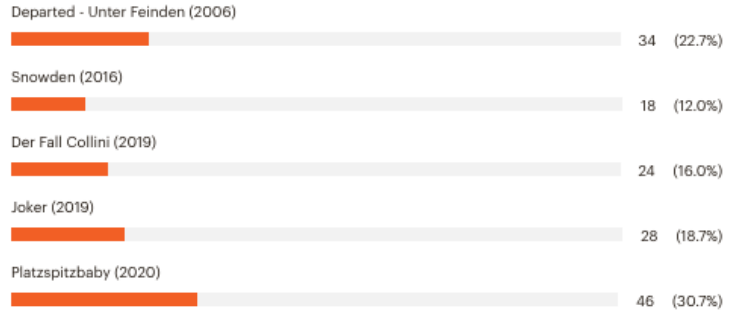 Departed - Unter Feinden (2006)
34 (22.7%)
Snowden (2016)
18 (12.0%)
Der Fall Collini (2019)
24 (16.0%)
Joker (2019)
28 (18.7%)
Platzspitzbaby (2020)
46 (30.7%)